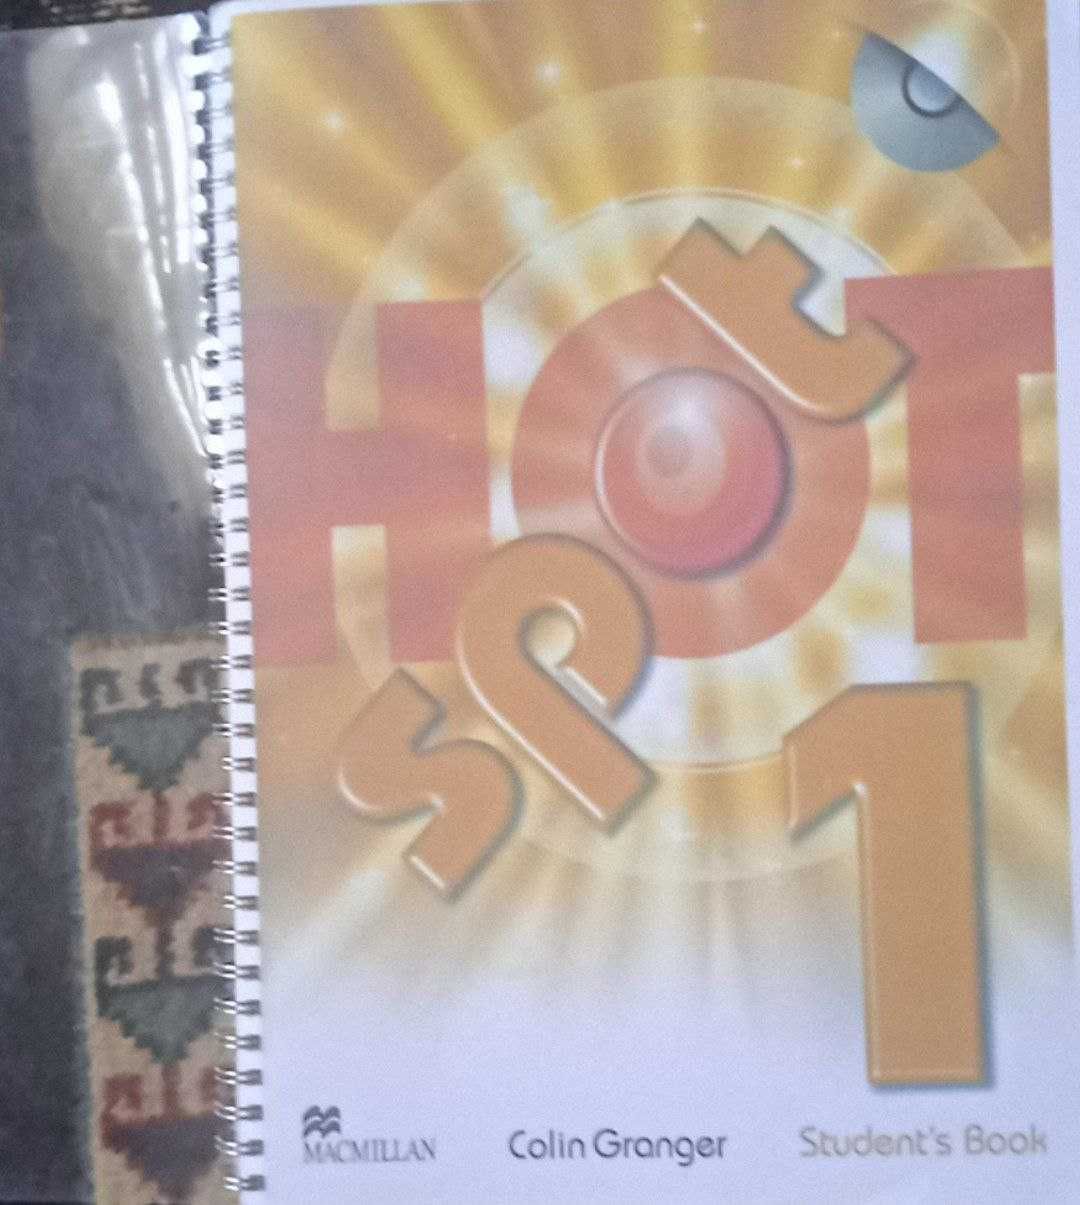 HOT
spot
1
MACMILLAN
Colin Granger
Student's Book